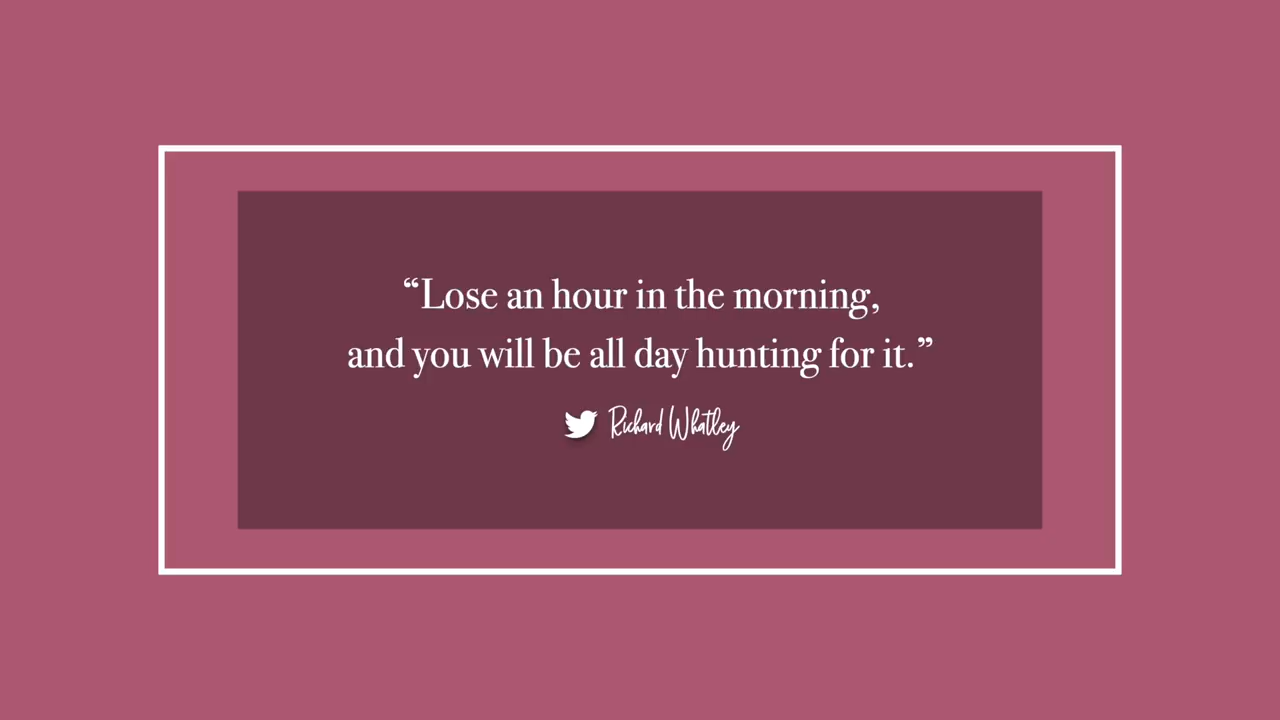 “Lose an hour in the morning,
and you will be all day hunting for it.”
Richard Whatley